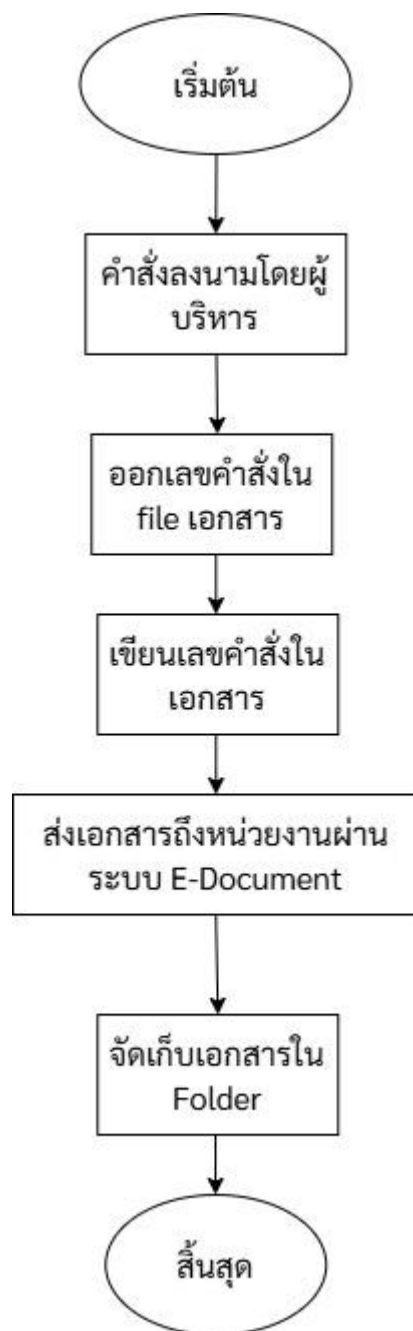 เริ่มต้น
คำสั่งลงนามโดยผู้
บริหาร
ออกเลขคำสั่งใน
file เอกสาร
เขียนเลขคำสั่งใน
เอกสาร
ส่งเอกสารถึงหน่วยงานผ่าน
ระบบ E-Document
จัดเก็บเอกสารใน
Folder
สิ้นสุด